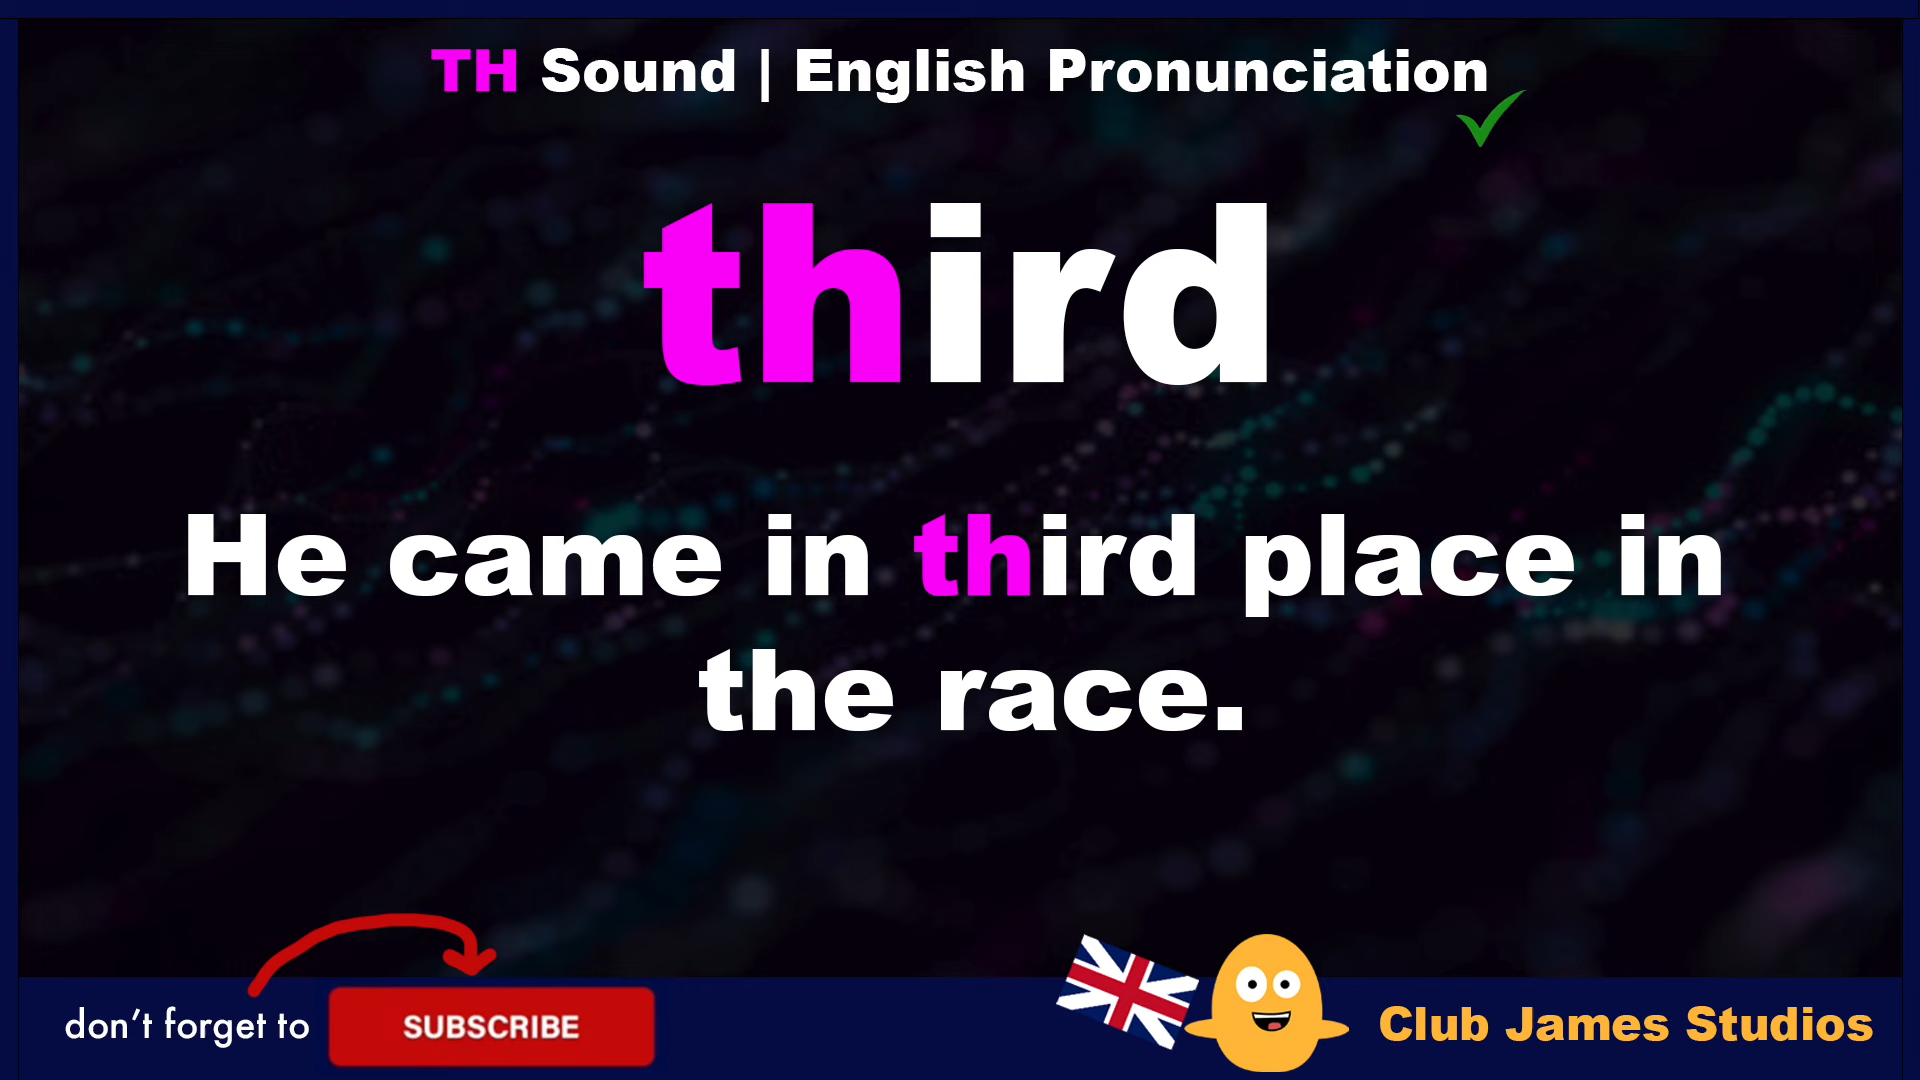 TH Sound | English Pronunciation
third
He came in third place in
the race.
don't forget to
SUBSCRIBE
Club James Studios